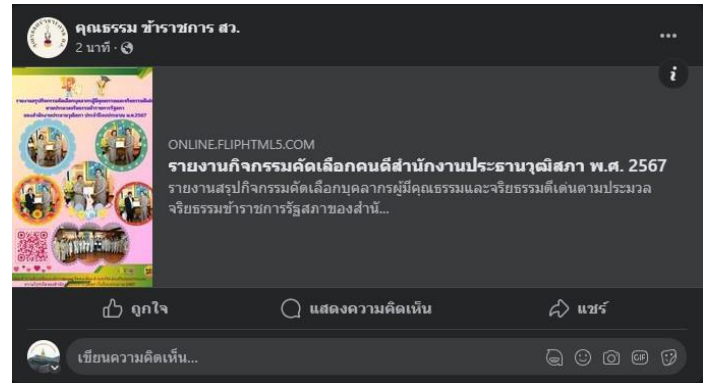 คุณธรรม ข้าราชการ สว.
2 นาที ·
ONLINE.FLIPHTML5.COM
รายงานกิจกรรมคัดเลือกคนดีสำนักงานประธานวุฒิสภา พ.ศ. 2567
รายงานสรุปกิจกรรมคัดเลือกบุคลากรผู้มีคุณธรรมและจริยธรรมดีเด่นตามประมวล
จริยธรรมข้าราชการรัฐสภาของสำนั...
ถูกใจ
แสดงความคิดเห็น
แชร์
เขียนความคิดเห็น...
GIF